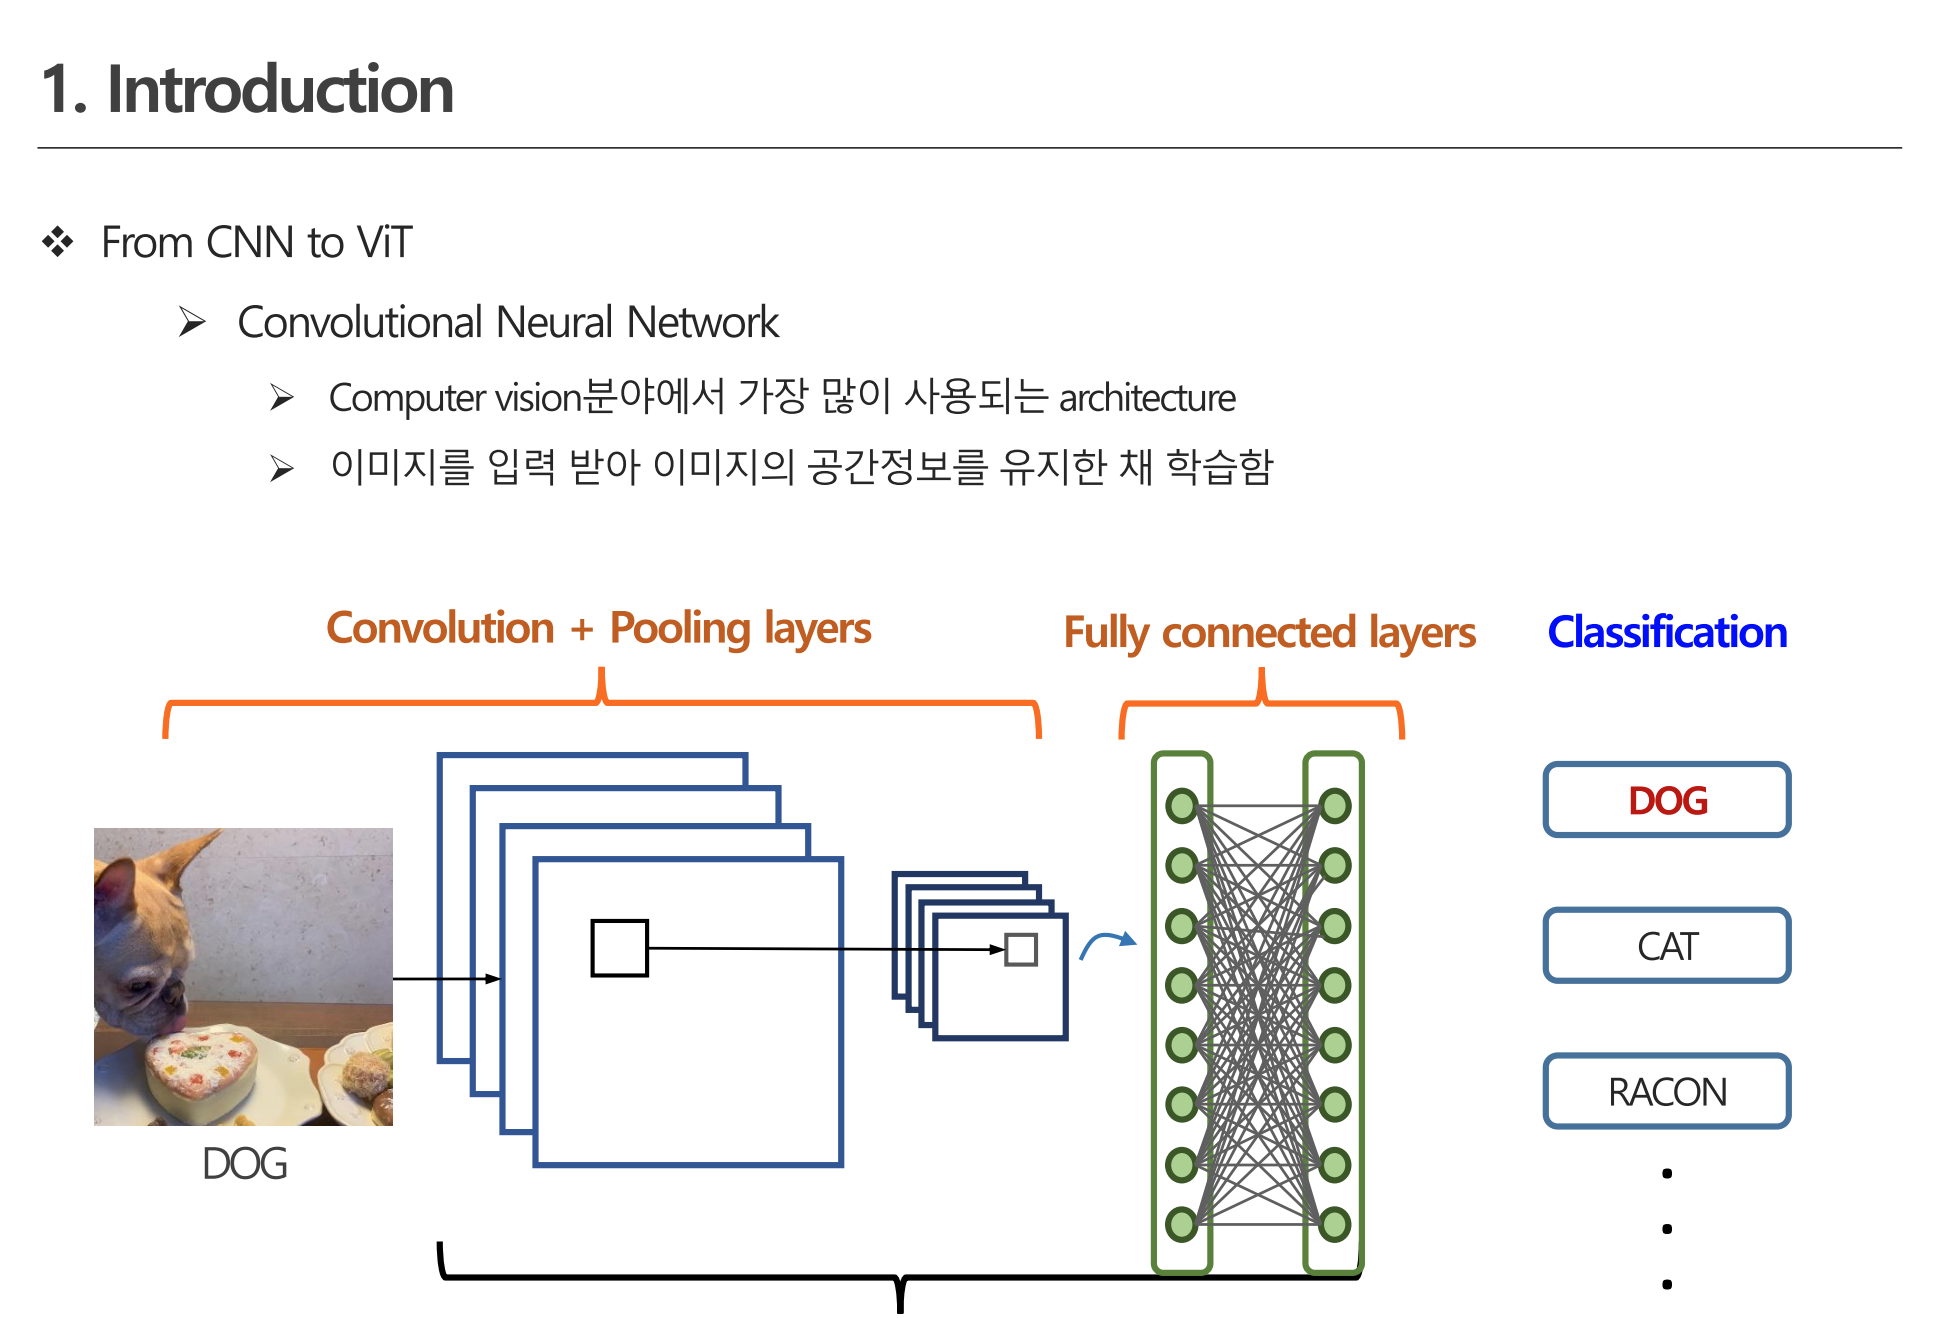 1. Introduction
From CNN to ViT
Convolutional Neural Network
Computer vision분야에서 가장 많이 사용되는 architecture
이미지를 입력 받아 이미지의 공간정보를 유지한 채 학습함
Convolution + Pooling layers
Fully connected layers
Classification
DOG
CAT
RACON
DOG